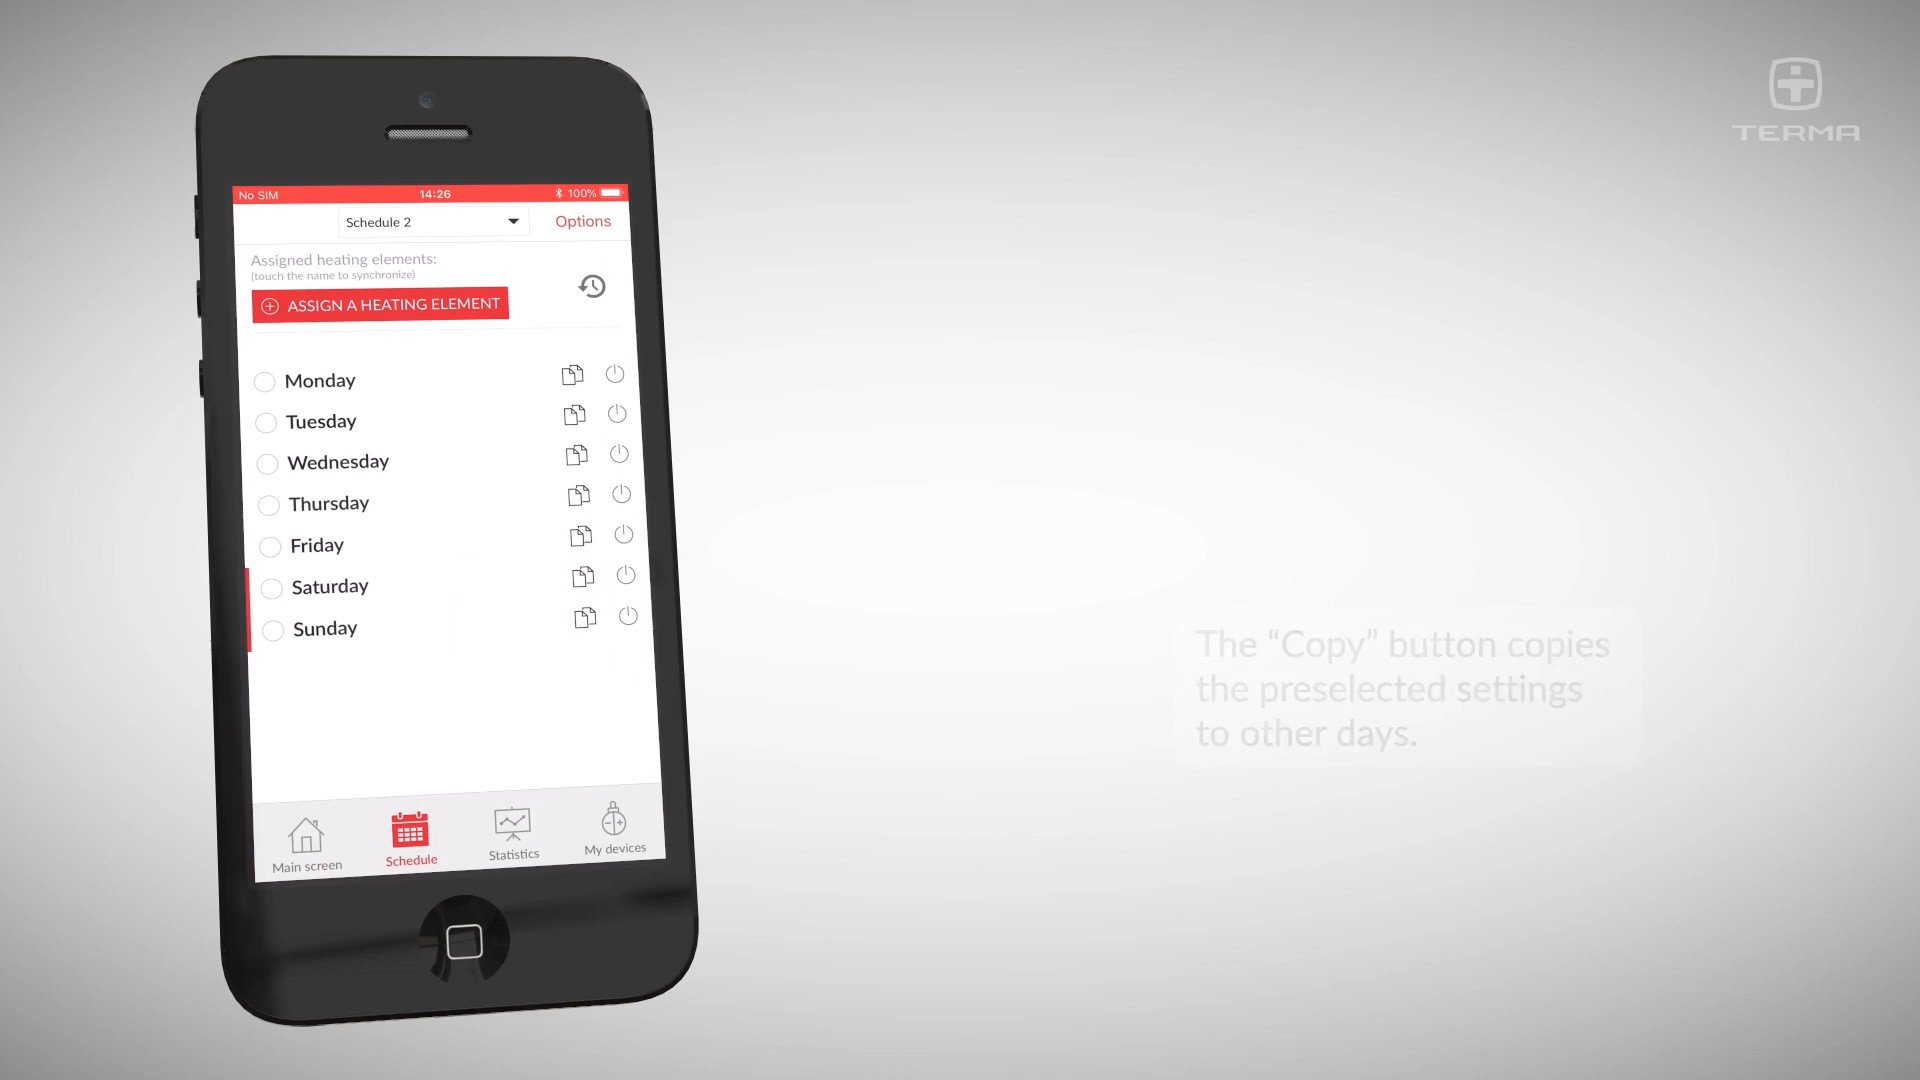 TERMA
No SIM
14:26
100%
Schedule 2
Options
Assigned heating elements:
(touch the name to synchronize)
ASSIGN A HEATING ELEMENT
Monday
Tuesday
Wednesday
Thursday
Friday
Saturday
Sunday
The “Copy” button copies
the preselected settings
to other days.
Main screen
Schedule
Statistics
My devices